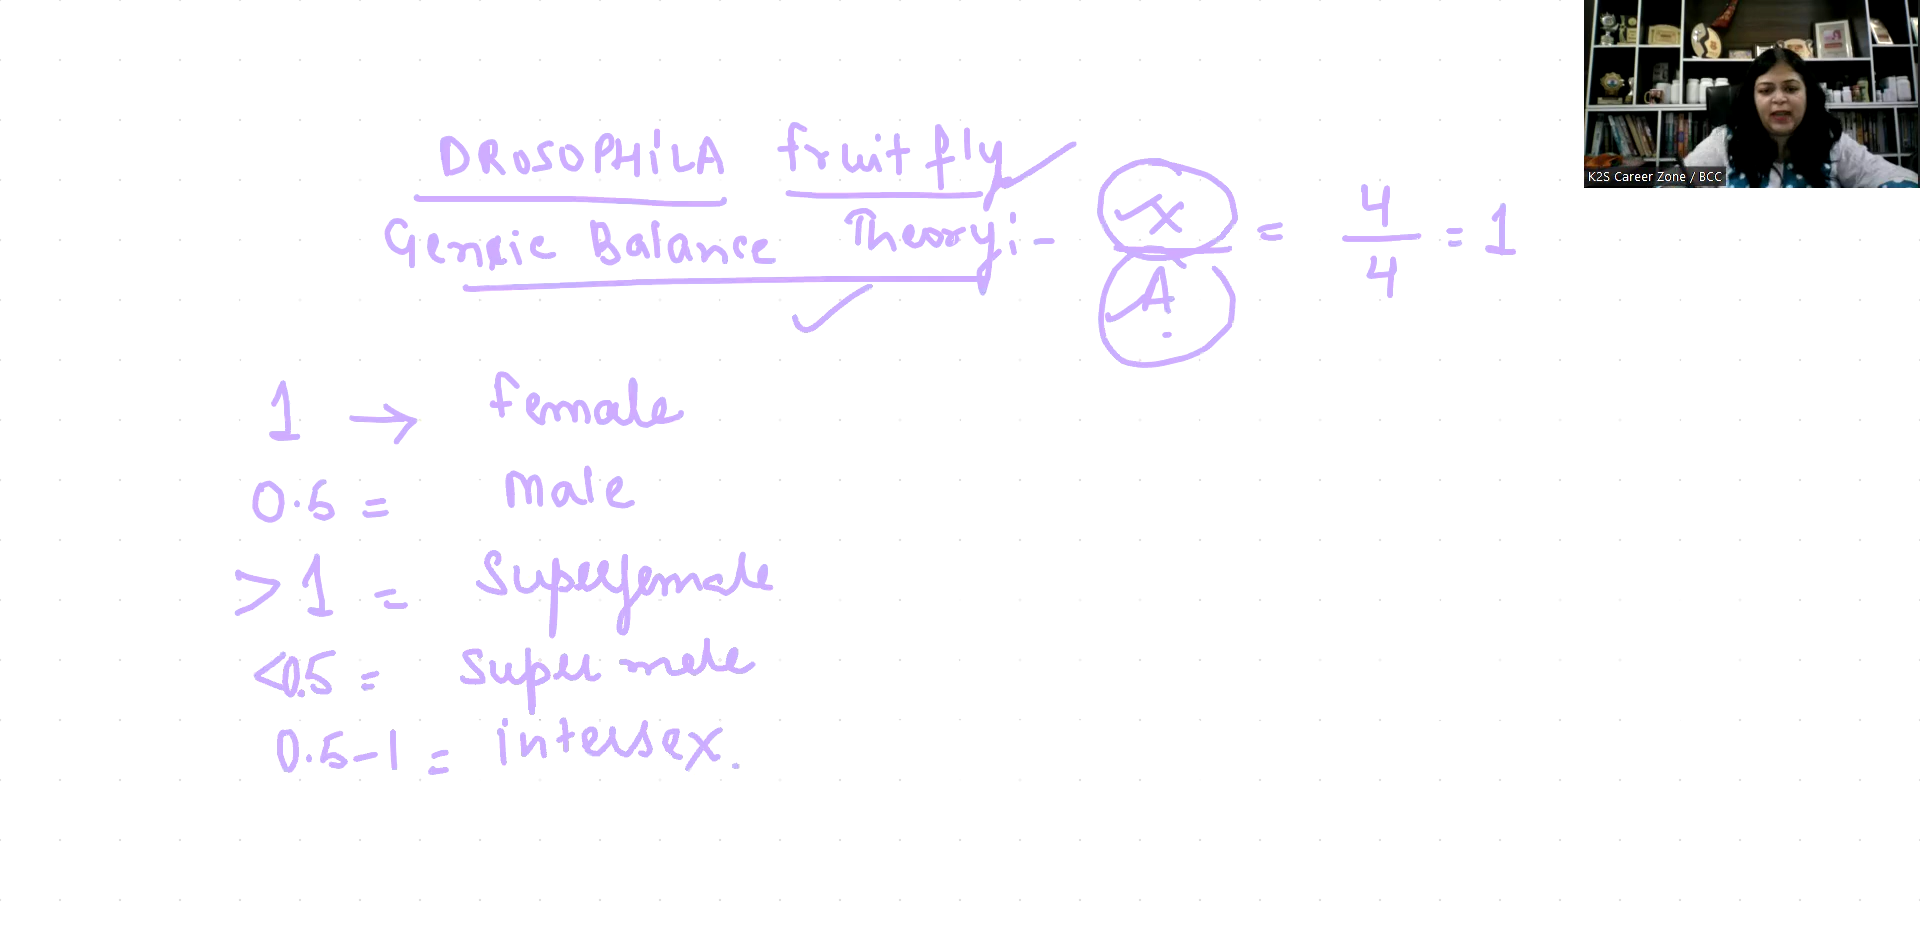 DROSOPHiLA fruit fly
Genic Balance Theory:- X/A = 4/4 = 1
1 → female
0.5 = Male
>1 = Superfemale
<0.5 = Super male
0.5-1 = intersex.
K2S Career Zone / BCC